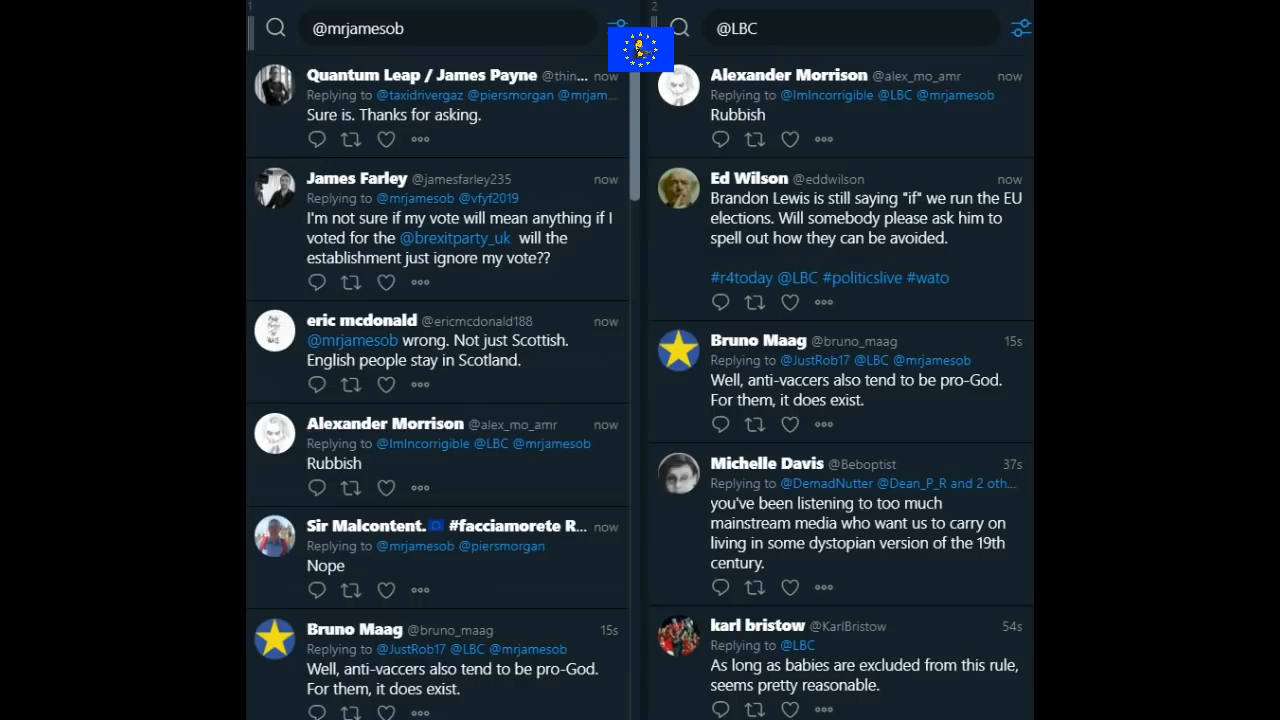 1
@mrjamesob
Quantum Leap / James Payne @thin... now
Replying to @taxidrivergaz @piersmorgan @mrjam...
Sure is. Thanks for asking.
James Farley @jamesfarley235 now
Replying to @mrjamesob @vfyf2019
I'm not sure if my vote will mean anything if I
voted for the @brexitparty_uk will the
establishment just ignore my vote??
eric mcdonald @ericmcdonald188 now
@mrjamesob wrong. Not just Scottish.
English people stay in Scotland.
Alexander Morrison @alex_mo_amr now
Replying to @ImIncorrigible @LBC @mrjamesob
Rubbish
Sir Malcontent. #facciamorete R... now
Replying to @mrjamesob @piersmorgan
Nope
Bruno Maag @bruno_maag 15s
Replying to @JustRob17 @LBC @mrjamesob
Well, anti-vaccers also tend to be pro-God.
For them, it does exist.
2
@LBC
Alexander Morrison @alex_mo_amr now
Replying to @ImIncorrigible @LBC @mrjamesob
Rubbish
Ed Wilson @eddwilson now
Brandon Lewis is still saying "if" we run the EU
elections. Will somebody please ask him to
spell out how they can be avoided.
#r4today @LBC #politicslive #wato
Bruno Maag @bruno_maag 15s
Replying to @JustRob17 @LBC @mrjamesob
Well, anti-vaccers also tend to be pro-God.
For them, it does exist.
Michelle Davis @Beboptist 37s
Replying to @DemadNutter @Dean_P_R and 2 oth...
you've been listening to too much
mainstream media who want us to carry on
living in some dystopian version of the 19th
century.
karl bristow @KarlBristow 54s
Replying to @LBC
As long as babies are excluded from this rule,
seems pretty reasonable.